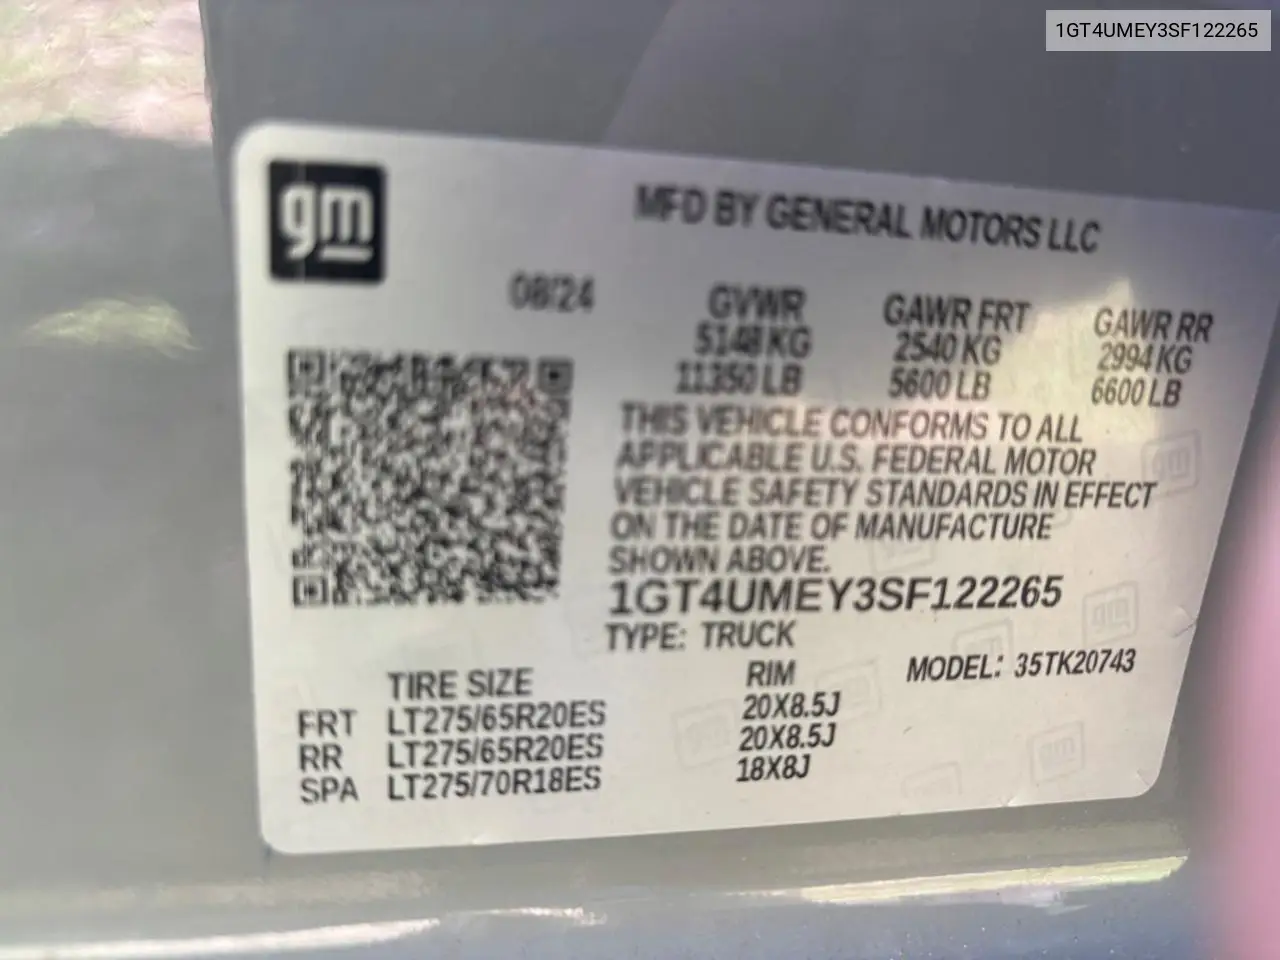 1GT4UMEY3SF122265
gm
MFD BY GENERAL MOTORS LLC
08/24
GVWR GAWR FRT GAWR RR
5148 KG 2540 KG 2994 KG
11350 LB 5600 LB 6600 LB
THIS VEHICLE CONFORMS TO ALL
APPLICABLE U.S. FEDERAL MOTOR
VEHICLE SAFETY STANDARDS IN EFFECT
ON THE DATE OF MANUFACTURE
SHOWN ABOVE.
1GT4UMEY3SF122265
TYPE: TRUCK
MODEL: 35TK20743
TIRE SIZE RIM
FRT LT275/65R20ES 20X8.5J
RR LT275/65R20ES 20X8.5J
SPA LT275/70R18ES 18X8J